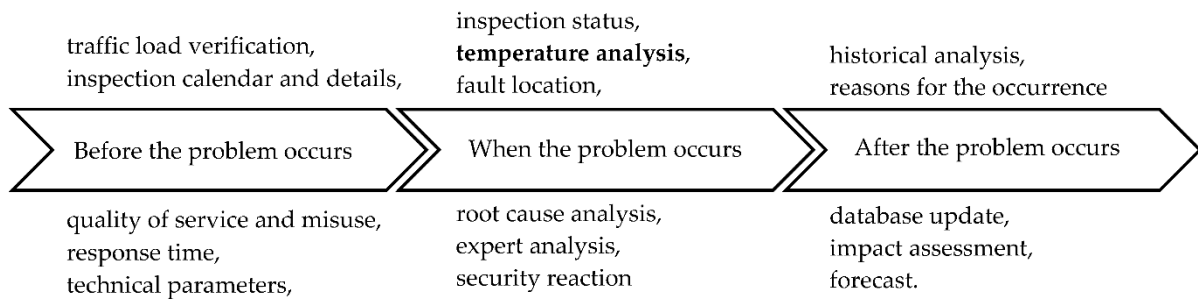 traffic load verification,
inspection calendar and details,
Before the problem occurs
quality of service and misuse,
response time,
technical parameters,
inspection status,
temperature analysis,
fault location,
When the problem occurs
root cause analysis,
expert analysis,
security reaction
historical analysis,
reasons for the occurrence
After the problem occurs
database update,
impact assessment,
forecast.